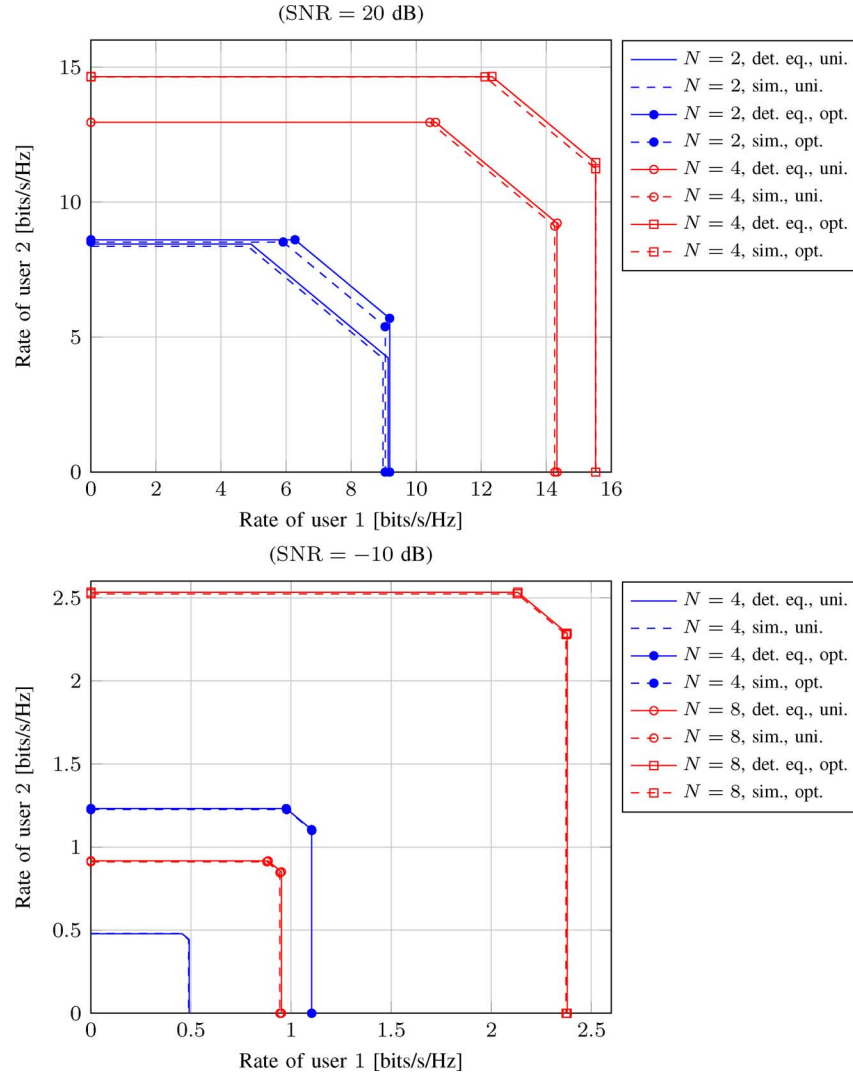 (SNR = 20 dB)
15
10
5
0
0 2 4 6 8 10 12 14 16
Rate of user 2 [bits/s/Hz]
Rate of user 1 [bits/s/Hz]
N = 2, det. eq., uni.
N = 2, sim., uni.
N = 2, det. eq., opt.
N = 2, sim., opt.
N = 4, det. eq., uni.
N = 4, sim., uni.
N = 4, det. eq., opt.
N = 4, sim., opt.
(SNR = −10 dB)
2.5
2
1.5
1
0.5
0
0 0.5 1 1.5 2 2.5
Rate of user 2 [bits/s/Hz]
Rate of user 1 [bits/s/Hz]
N = 4, det. eq., uni.
N = 4, sim., uni.
N = 4, det. eq., opt.
N = 4, sim., opt.
N = 8, det. eq., uni.
N = 8, sim., uni.
N = 8, det. eq., opt.
N = 8, sim., opt.